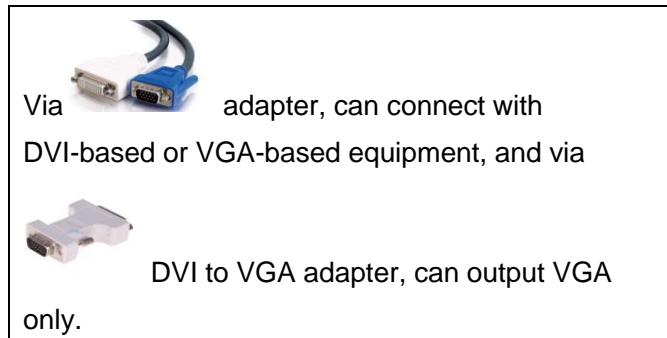 Via adapter, can connect with
DVI-based or VGA-based equipment, and via
DVI to VGA adapter, can output VGA
only.